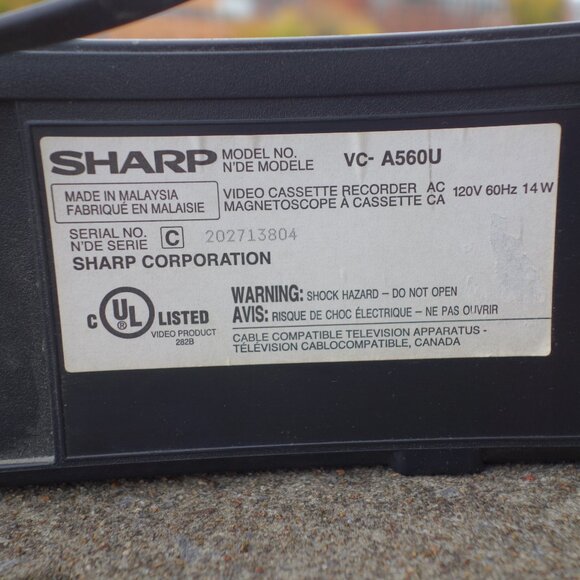 SHARP MODEL NO. N'DE MODELE VC- A560U
MADE IN MALAYSIA
FABRIQUÉ EN MALAISIE
VIDEO CASSETTE RECORDER AC 120V 60Hz 14 W
MAGNETOSCOPE À CASSETTE CA
SERIAL NO.
N'DE SERIE C 202713804
SHARP CORPORATION
C UL ® LISTED
VIDEO PRODUCT
282B
WARNING: SHOCK HAZARD – DO NOT OPEN
AVIS: RISQUE DE CHOC ÉLECTRIQUE – NE PAS OUVRIR
CABLE COMPATIBLE TELEVISION APPARATUS -
TÉLÉVISION CABLOCOMPATIBLE, CANADA